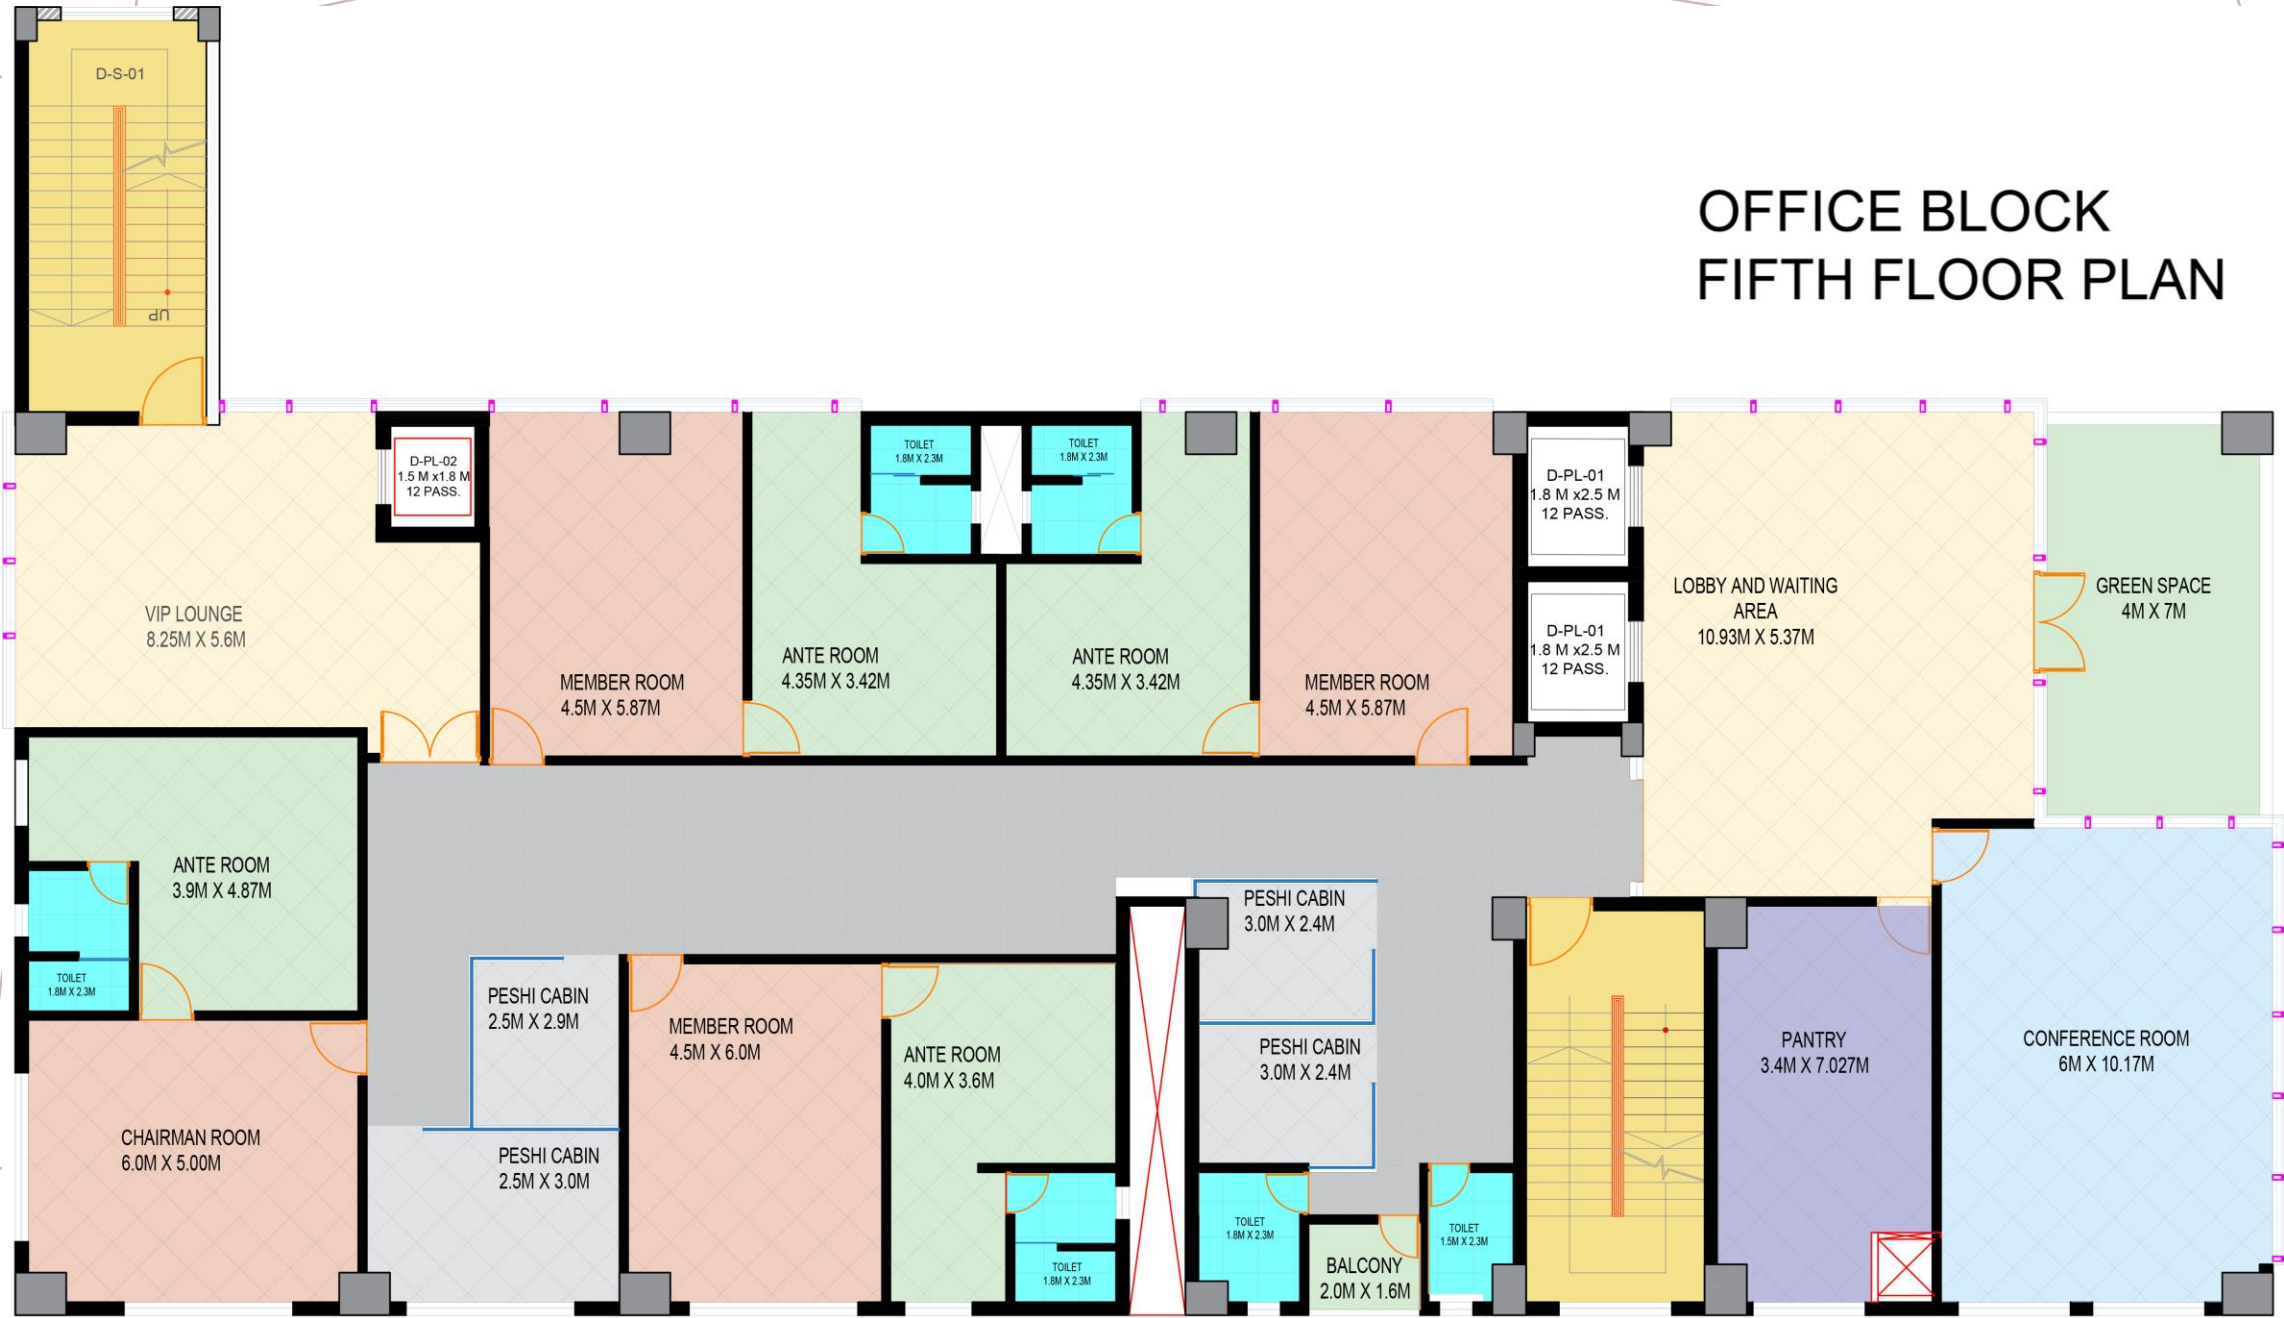 D-S-01
UP
OFFICE BLOCK
FIFTH FLOOR PLAN
D-PL-02
1.5 M x1.8 M
12 PASS.
TOILET
1.8M X 2.3M
TOILET
1.8M X 2.3M
D-PL-01
1.8 M x2.5 M
12 PASS.
VIP LOUNGE
8.25M X 5.6M
MEMBER ROOM
4.5M X 5.87M
ANTE ROOM
4.35M X 3.42M
ANTE ROOM
4.35M X 3.42M
MEMBER ROOM
4.5M X 5.87M
D-PL-01
1.8 M x2.5 M
12 PASS.
LOBBY AND WAITING
AREA
10.93M X 5.37M
GREEN SPACE
4M X 7M
ANTE ROOM
3.9M X 4.87M
TOILET
1.8M X 2.3M
PESHI CABIN
2.5M X 2.9M
MEMBER ROOM
4.5M X 6.0M
ANTE ROOM
4.0M X 3.6M
PESHI CABIN
3.0M X 2.4M
PESHI CABIN
3.0M X 2.4M
PANTRY
3.4M X 7.027M
CONFERENCE ROOM
6M X 10.17M
CHAIRMAN ROOM
6.0M X 5.00M
PESHI CABIN
2.5M X 3.0M
TOILET
1.8M X 2.3M
TOILET
1.8M X 2.3M
BALCONY
2.0M X 1.6M
TOILET
1.5M X 2.3M